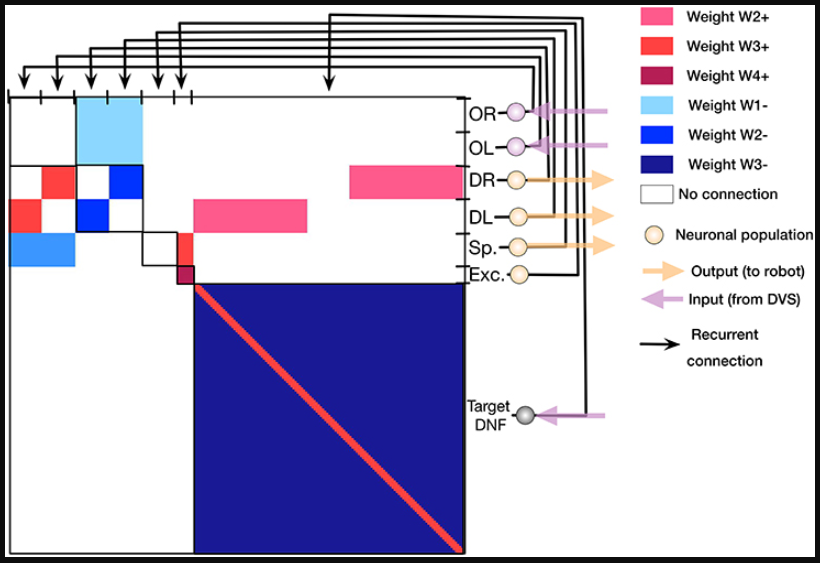 OR
OL
DR
DL
Sp.
Exc.
Target
DNF
Weight W2+
Weight W3+
Weight W4+
Weight W1-
Weight W2-
Weight W3-
No connection
Neuronal population
Output (to robot)
Input (from DVS)
Recurrent
connection